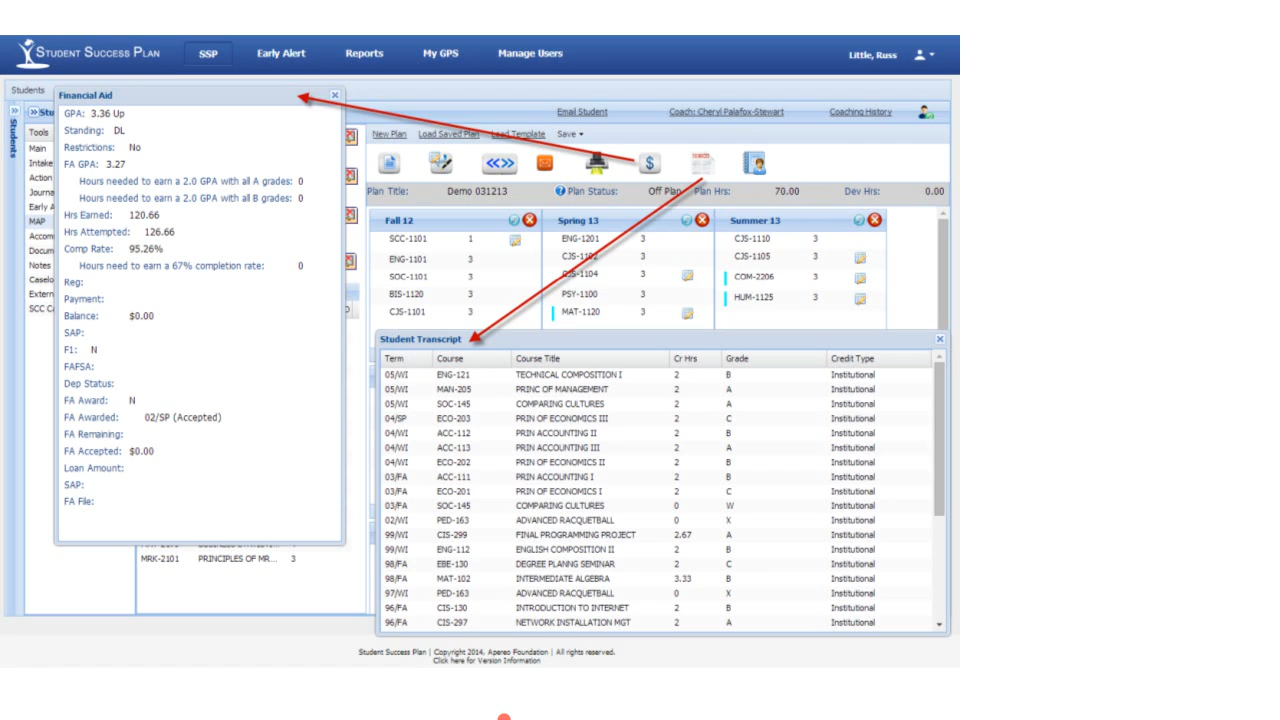 STUDENT SUCCESS PLAN SSP Early Alert Reports My GPS Manage Users Little, Russ
Students
Financial Aid
GPA: 3.36 Up
Standing: DL
Restrictions: No
FA GPA: 3.27
Hours needed to earn a 2.0 GPA with all A grades: 0
Hours needed to earn a 2.0 GPA with all B grades: 0
Hrs Earned: 120.66
Hrs Attempted: 126.66
Comp Rate: 95.26%
Hours need to earn a 67% completion rate: 0
Reg:
Payment:
Balance: $0.00
SAP:
F1: N
FAFSA:
Dep Status:
FA Award: N
FA Awarded: 02/SP (Accepted)
FA Remaining:
FA Accepted: $0.00
Loan Amount:
SAP:
FA File:
Students
Stu
Tools
Main
Intake
Action
Journa
Early A
MAP
Accom
Docum
Notes
Caselo
Extern
SCC C
Email Student Coach: Cheryl Palafox-Stewart Coaching History
New Plan Load Saved Plan Load Template Save
Plan Title: Demo 031213 Plan Status: Off Plan Plan Hrs: 70.00 Dev Hrs: 0.00
Fall 12 Spring 13 Summer 13
SCC-1101 1 ENG-1201 3 CJS-1110 3
ENG-1101 3 CJS-1102 3 CJS-1105 3
SOC-1101 3 CJS-1104 3 COM-2206 3
BIS-1120 3 PSY-1100 3 HUM-1125 3
CJS-1101 3 MAT-1120 3
Student Transcript
Term Course Course Title Cr Hrs Grade Credit Type
05/WI ENG-121 TECHNICAL COMPOSITION I 2 B Institutional
05/WI MAN-205 PRINC OF MANAGEMENT 2 A Institutional
05/WI SOC-145 COMPARING CULTURES 2 A Institutional
04/SP ECO-203 PRIN OF ECONOMICS III 2 C Institutional
04/WI ACC-112 PRIN ACCOUNTING II 2 B Institutional
04/WI ACC-113 PRIN ACCOUNTING III 2 A Institutional
04/WI ECO-202 PRIN OF ECONOMICS II 2 B Institutional
03/FA ACC-111 PRIN ACCOUNTING I 2 B Institutional
03/FA ECO-201 PRIN OF ECONOMICS I 2 C Institutional
03/FA SOC-145 COMPARING CULTURES 0 W Institutional
02/WI PED-163 ADVANCED RACQUETBALL 0 X Institutional
99/WI CIS-299 FINAL PROGRAMMING PROJECT 2.67 A Institutional
99/WI ENG-112 ENGLISH COMPOSITION II 2 B Institutional
98/FA EBE-130 DEGREE PLANNG SEMINAR 2 C Institutional
98/FA MAT-102 INTERMEDIATE ALGEBRA 3.33 B Institutional
97/WI PED-163 ADVANCED RACQUETBALL 0 X Institutional
96/FA CIS-130 INTRODUCTION TO INTERNET 2 B Institutional
96/FA CIS-297 NETWORK INSTALLATION MGT 2 A Institutional
MRK-2101 PRINCIPLES OF MR... 3
Student Success Plan | Copyright 2014, Apereo Foundation | All rights reserved.
Click here for Version Information